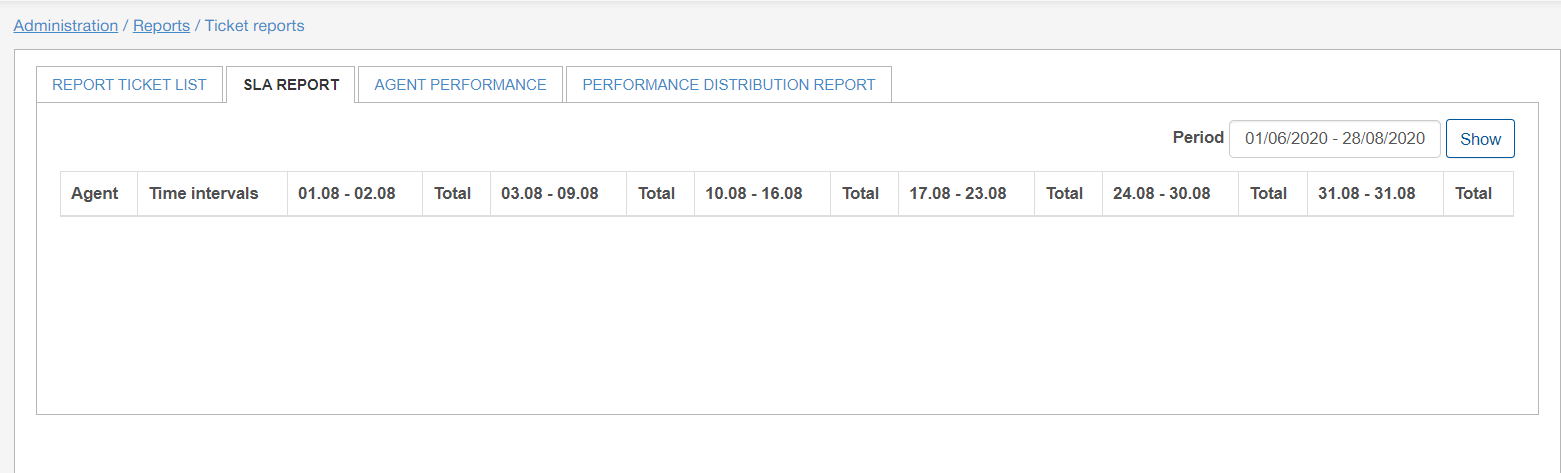 Administration / Reports / Ticket reports
REPORT TICKET LIST SLA REPORT AGENT PERFORMANCE PERFORMANCE DISTRIBUTION REPORT
Period 01/06/2020 - 28/08/2020 Show
Agent Time intervals 01.08 - 02.08 Total 03.08 - 09.08 Total 10.08 - 16.08 Total 17.08 - 23.08 Total 24.08 - 30.08 Total 31.08 - 31.08 Total